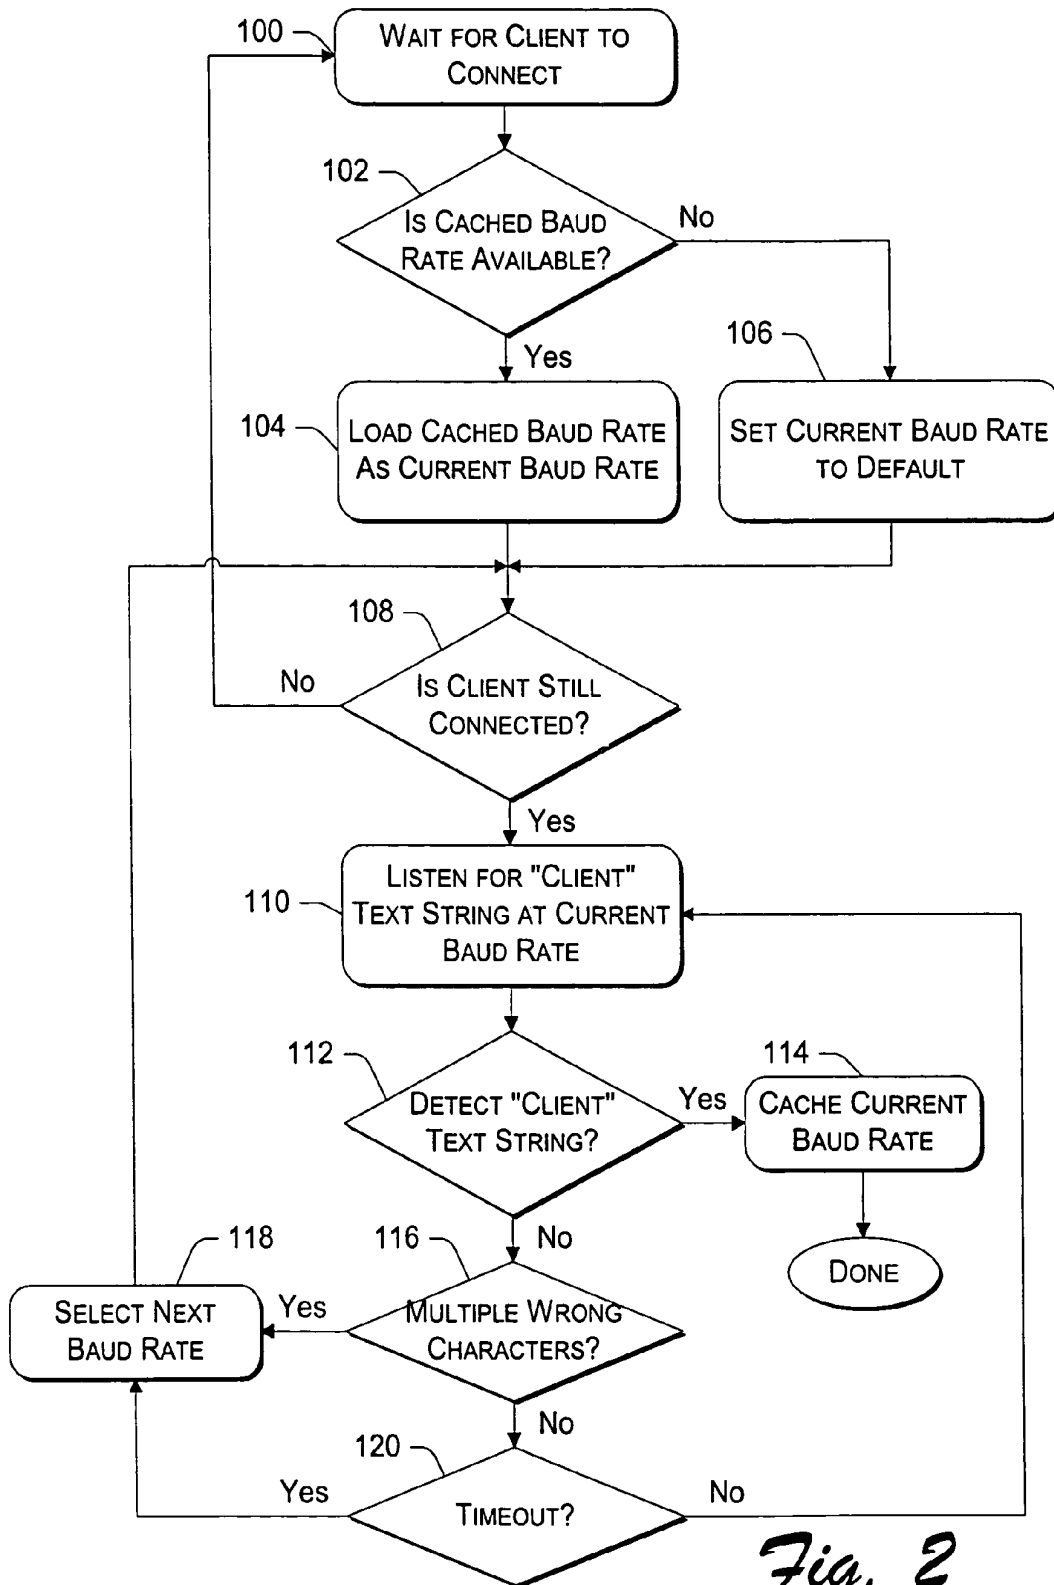 100
WAIT FOR CLIENT TO
CONNECT
102
IS CACHED BAUD
RATE AVAILABLE?
No
Yes
106
104
LOAD CACHED BAUD RATE
AS CURRENT BAUD RATE
SET CURRENT BAUD RATE
TO DEFAULT
108
No
IS CLIENT STILL
CONNECTED?
Yes
110
LISTEN FOR "CLIENT"
TEXT STRING AT CURRENT
BAUD RATE
112
DETECT "CLIENT"
TEXT STRING?
Yes
114
CACHE CURRENT
BAUD RATE
No
DONE
118
116
SELECT NEXT
BAUD RATE
Yes
MULTIPLE WRONG
CHARACTERS?
No
120
Yes
TIMEOUT?
No
Fig. 2